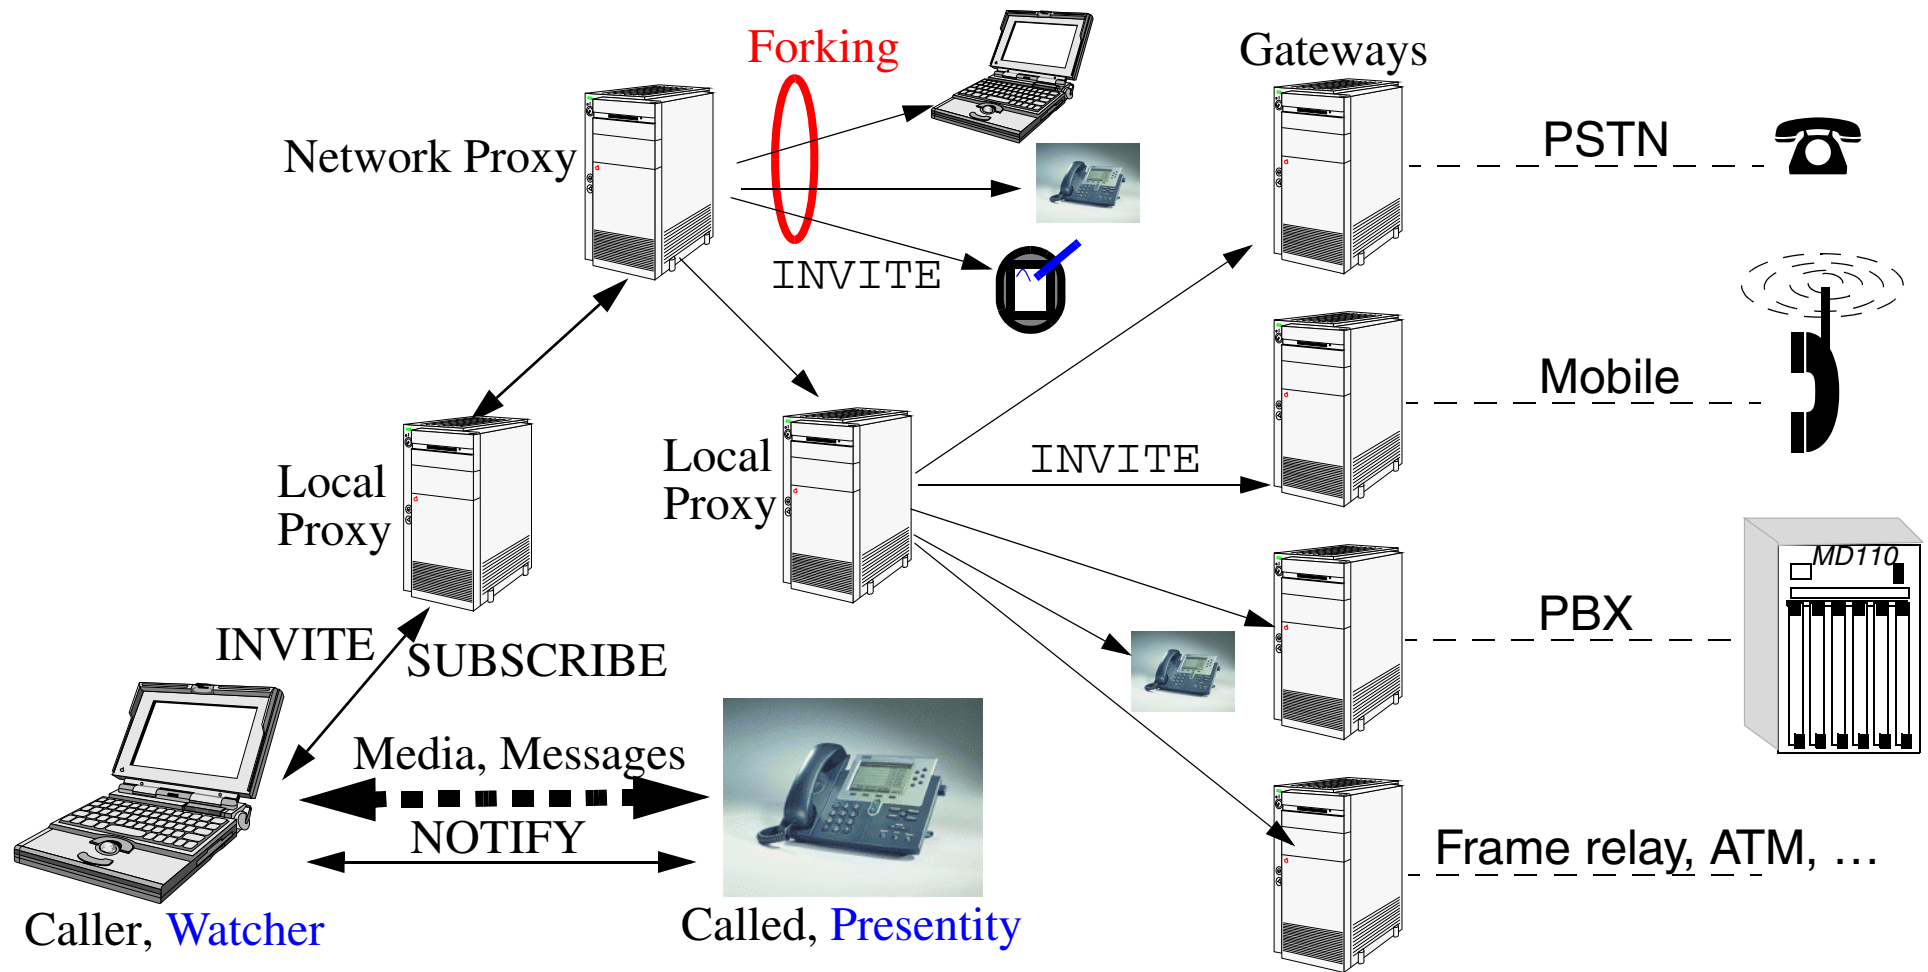 Forking
Gateways
Network Proxy
PSTN
INVITE
Mobile
Local
Proxy
Local
Proxy
INVITE
MD110
PBX
INVITE
SUBSCRIBE
Media, Messages
NOTIFY
Frame relay, ATM, …
Caller, Watcher
Called, Presentity